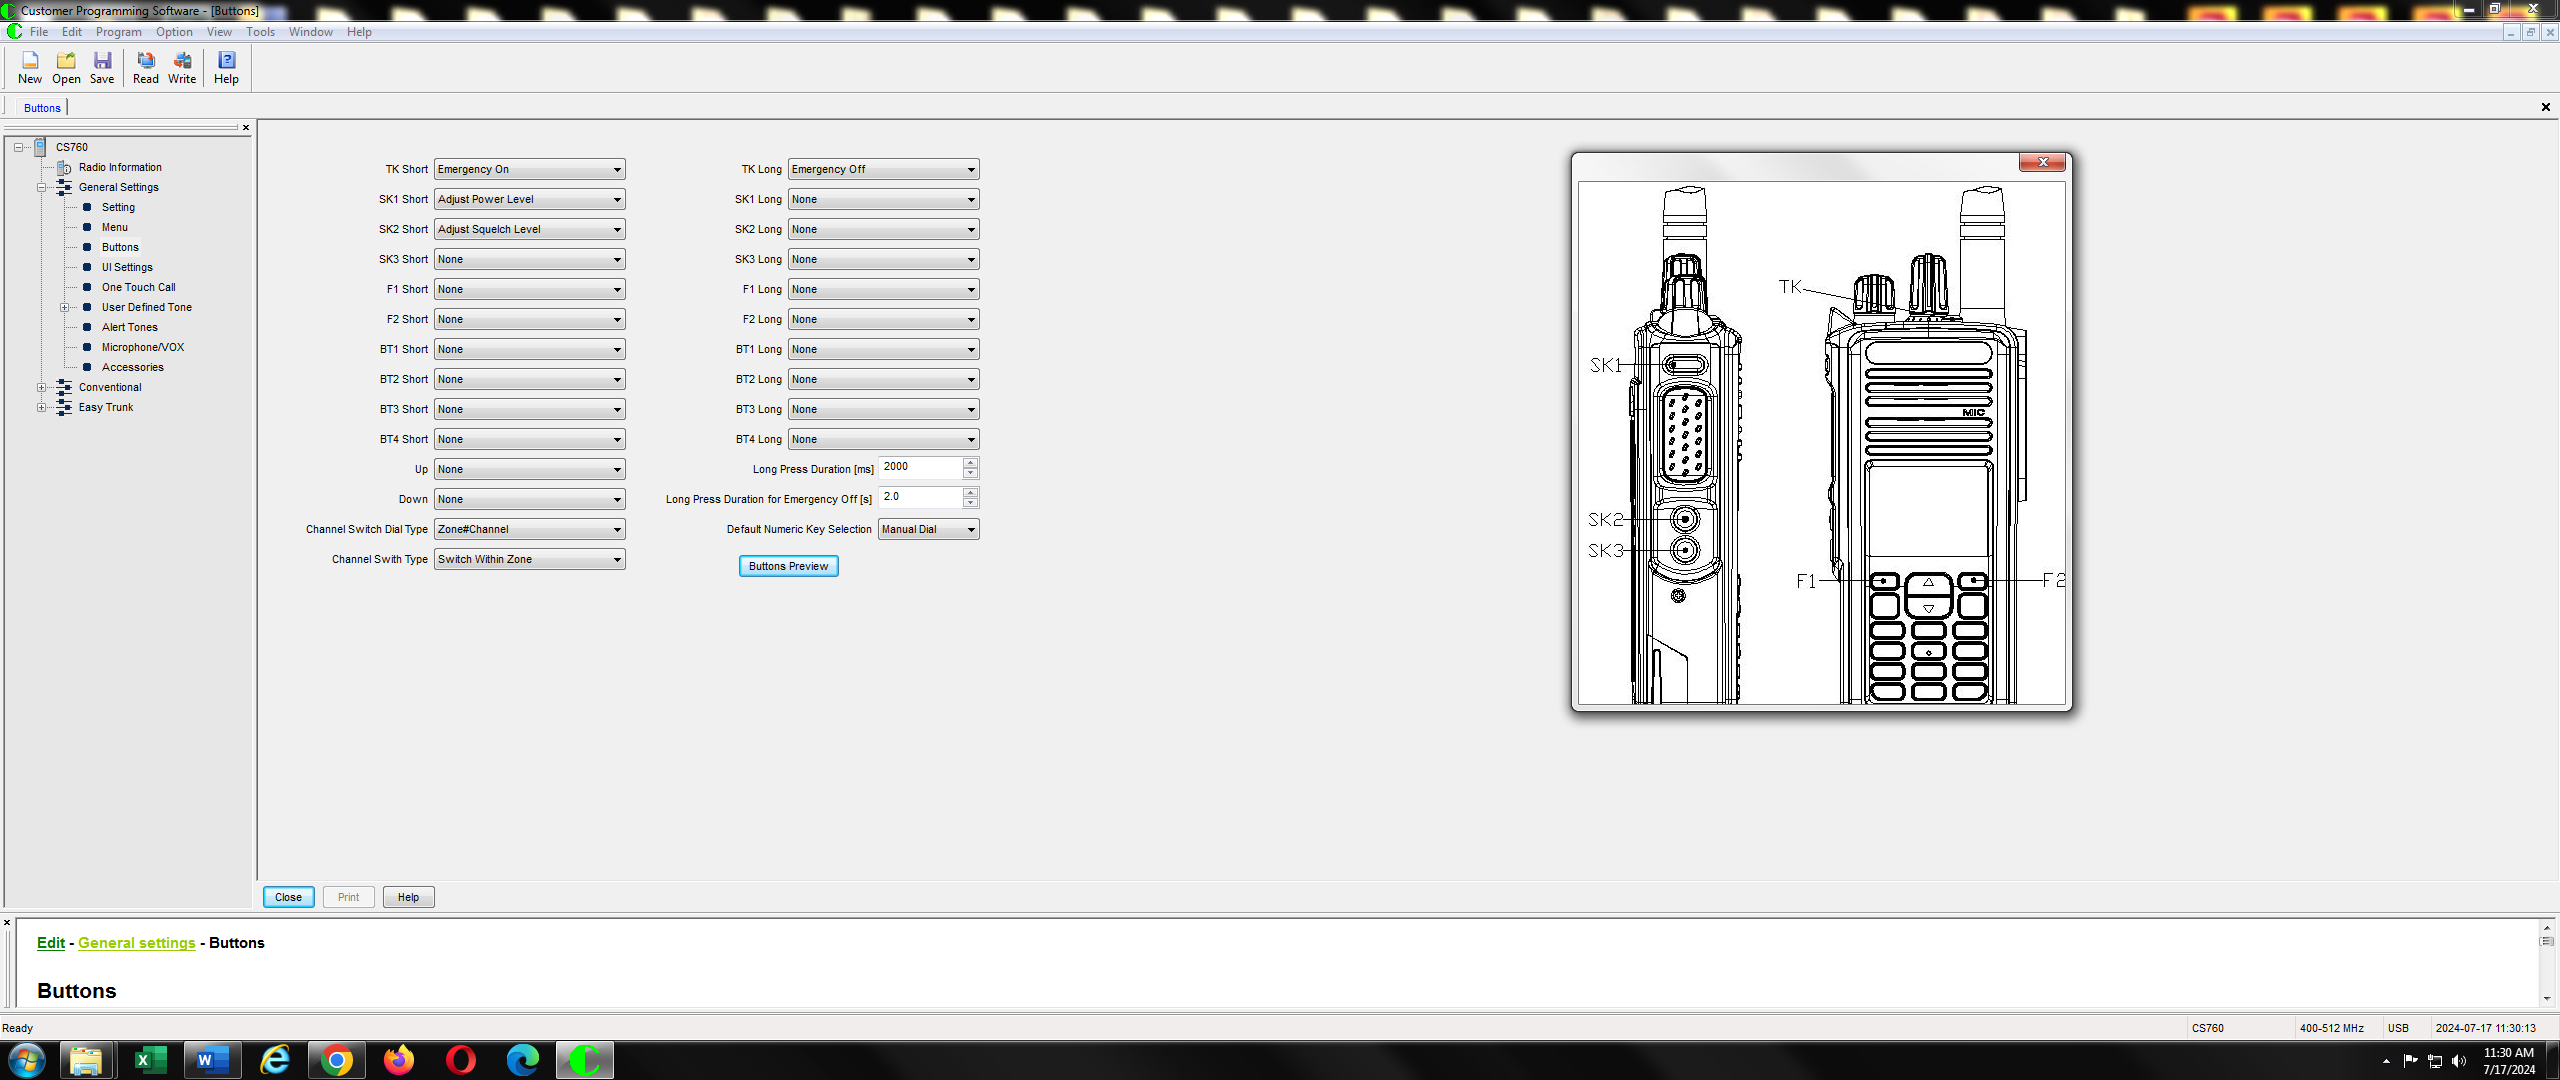 Customer Programming Software - [Buttons]
File Edit Program Option View Tools Window Help
New Open Save Read Write Help
Buttons
CS760
Radio Information
General Settings
Setting
Menu
Buttons
UI Settings
One Touch Call
User Defined Tone
Alert Tones
Microphone/VOX
Accessories
Conventional
Easy Trunk
TK Short Emergency On TK Long Emergency Off
SK1 Short Adjust Power Level SK1 Long None
SK2 Short Adjust Squelch Level SK2 Long None
SK3 Short None SK3 Long None
F1 Short None F1 Long None
F2 Short None F2 Long None
BT1 Short None BT1 Long None
BT2 Short None BT2 Long None
BT3 Short None BT3 Long None
BT4 Short None BT4 Long None
Up None Long Press Duration [ms] 2000
Down None Long Press Duration for Emergency Off [s] 2.0
Channel Switch Dial Type Zone#Channel Default Numeric Key Selection Manual Dial
Channel Swith Type Switch Within Zone
Buttons Preview
TK
SK1
MIC
SK2
SK3
F1 F2
Close Print Help
Edit - General settings - Buttons
Buttons
Ready CS760 400-512 MHz USB 2024-07-17 11:30:13
11:30 AM
7/17/2024